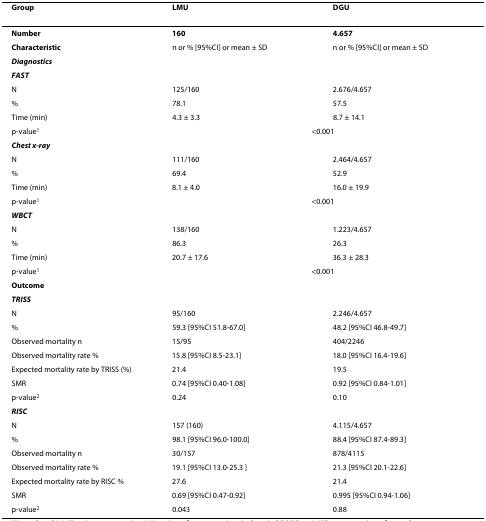 Group LMU DGU
Number 160 4.657
Characteristic n or % [95%CI] or mean ± SD n or % [95%CI] or mean ± SD
Diagnostics
FAST
N 125/160 2.676/4.657
% 78.1 57.5
Time (min) 4.3 ± 3.3 8.7 ± 14.1
p-value1 <0.001
Chest x-ray
N 111/160 2.464/4.657
% 69.4 52.9
Time (min) 8.1 ± 4.0 16.0 ± 19.9
p-value1 <0.001
WBCT
N 138/160 1.223/4.657
% 86.3 26.3
Time (min) 20.7 ± 17.6 36.3 ± 28.3
p-value1 <0.001
Outcome
TRISS
N 95/160 2.246/4.657
% 59.3 [95%CI 51.8-67.0] 48.2 [95%CI 46.8-49.7]
Observed mortality n 15/95 404/2246
Observed mortality rate % 15.8 [95%CI 8.5-23.1] 18.0 [95%CI 16.4-19.6]
Expected mortality rate by TRISS (%) 21.4 19.5
SMR 0.74 [95%CI 0.40-1.08] 0.92 [95%CI 0.84-1.01]
p-value2 0.24 0.10
RISC
N 157 (160) 4.115/4.657
% 98.1 [95%CI 96.0-100.0] 88.4 [95%CI 87.4-89.3]
Observed mortality n 30/157 878/4115
Observed mortality rate % 19.1 [95%CI 13.0-25.3 ] 21.3 [95%CI 20.1-22.6]
Expected mortality rate by RISC % 27.6 21.4
SMR 0.69 [95%CI 0.47-0.92] 0.995 [95%CI 0.94-1.06]
p-value2 0.043 0.88